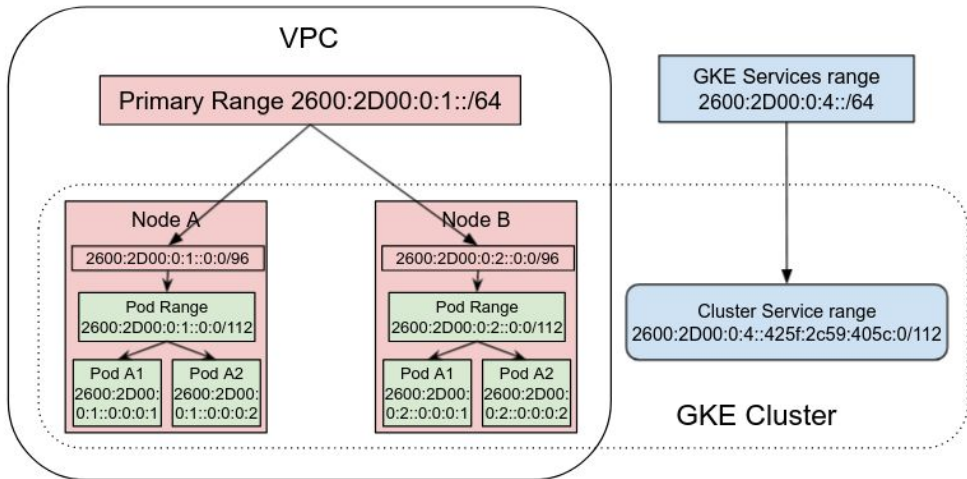 VPC
Primary Range 2600:2D00:0:1::/64
GKE Services range
2600:2D00:0:4::/64
Node A
2600:2D00:0:1::0:0/96
Pod Range
2600:2D00:0:1::0:0/112
Pod A1
2600:2D00:
0:1::0:0:0:1
Pod A2
2600:2D00:
0:1::0:0:0:2
Node B
2600:2D00:0:2::0:0/96
Pod Range
2600:2D00:0:2::0:0/112
Pod A1
2600:2D00:
0:2::0:0:0:1
Pod A2
2600:2D00:
0:2::0:0:0:2
Cluster Service range
2600:2D00:0:4::425f:2c59:405c:0/112
GKE Cluster